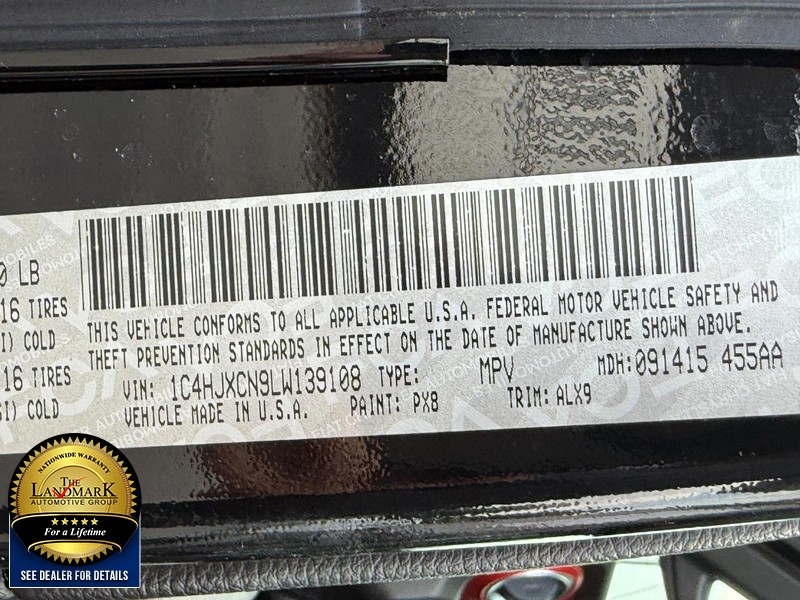 0 LB
16 TIRES
SI) COLD
16 TIRES
SI) COLD
THIS VEHICLE CONFORMS TO ALL APPLICABLE U.S.A. FEDERAL MOTOR VEHICLE SAFETY AND
THEFT PREVENTION STANDARDS IN EFFECT ON THE DATE OF MANUFACTURE SHOWN ABOVE.
VIN: 1C4HJXCN9LW139108 TYPE: MPV MDH:091415 455AA
VEHICLE MADE IN U.S.A. PAINT: PX8 TRIM: ALX9
NATIONWIDE WARRANTY
THE
LANDMARK
AUTOMOTIVE GROUP
For a Lifetime
SEE DEALER FOR DETAILS